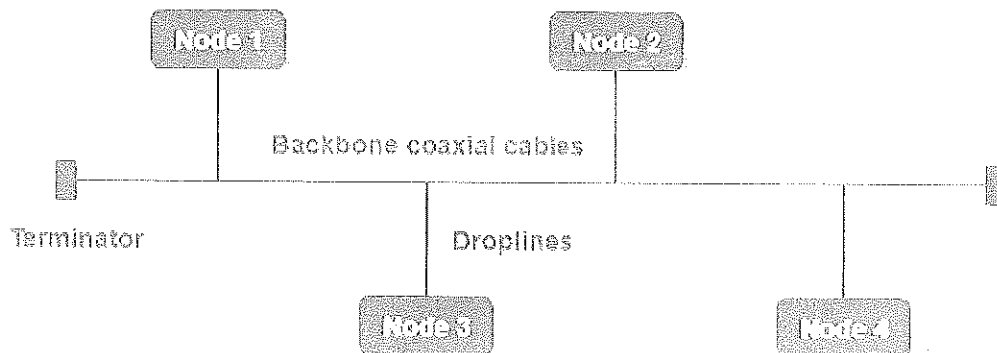 Node 1
Node 2
Backbone coaxial cables
Terminator
Droplines
Node 3
Node 4